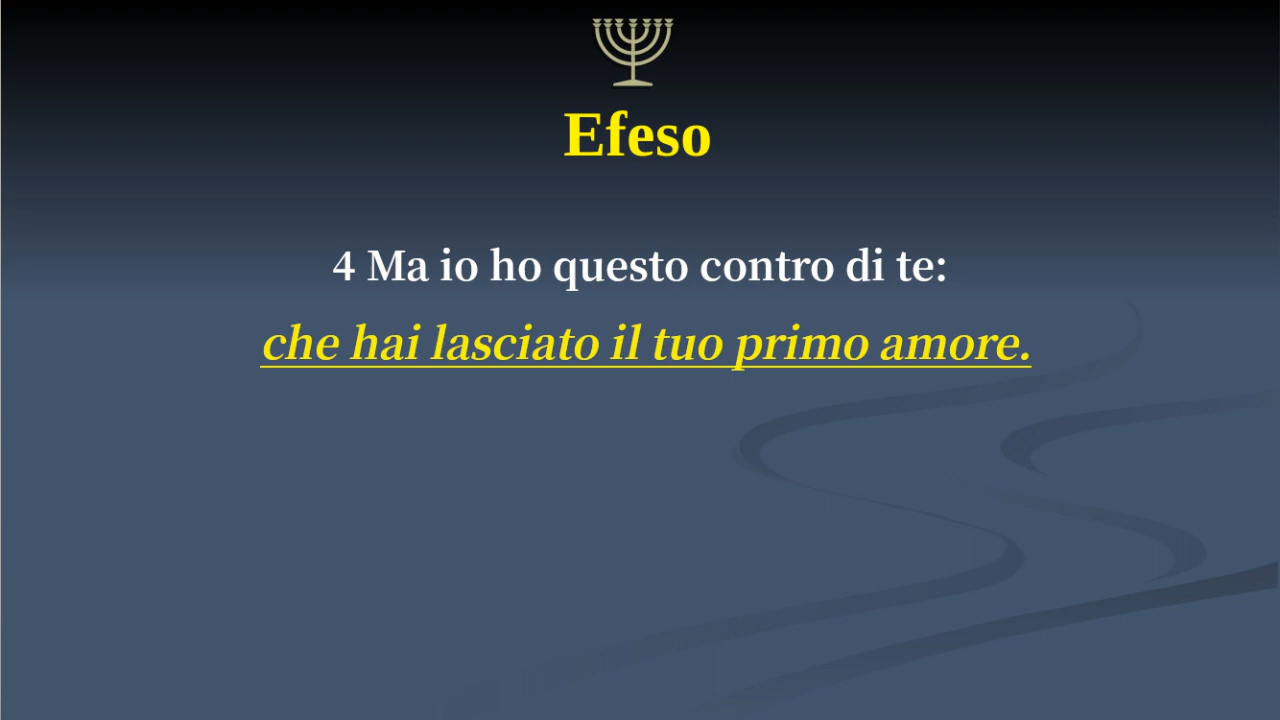 Efeso
4 Ma io ho questo contro di te:
che hai lasciato il tuo primo amore.